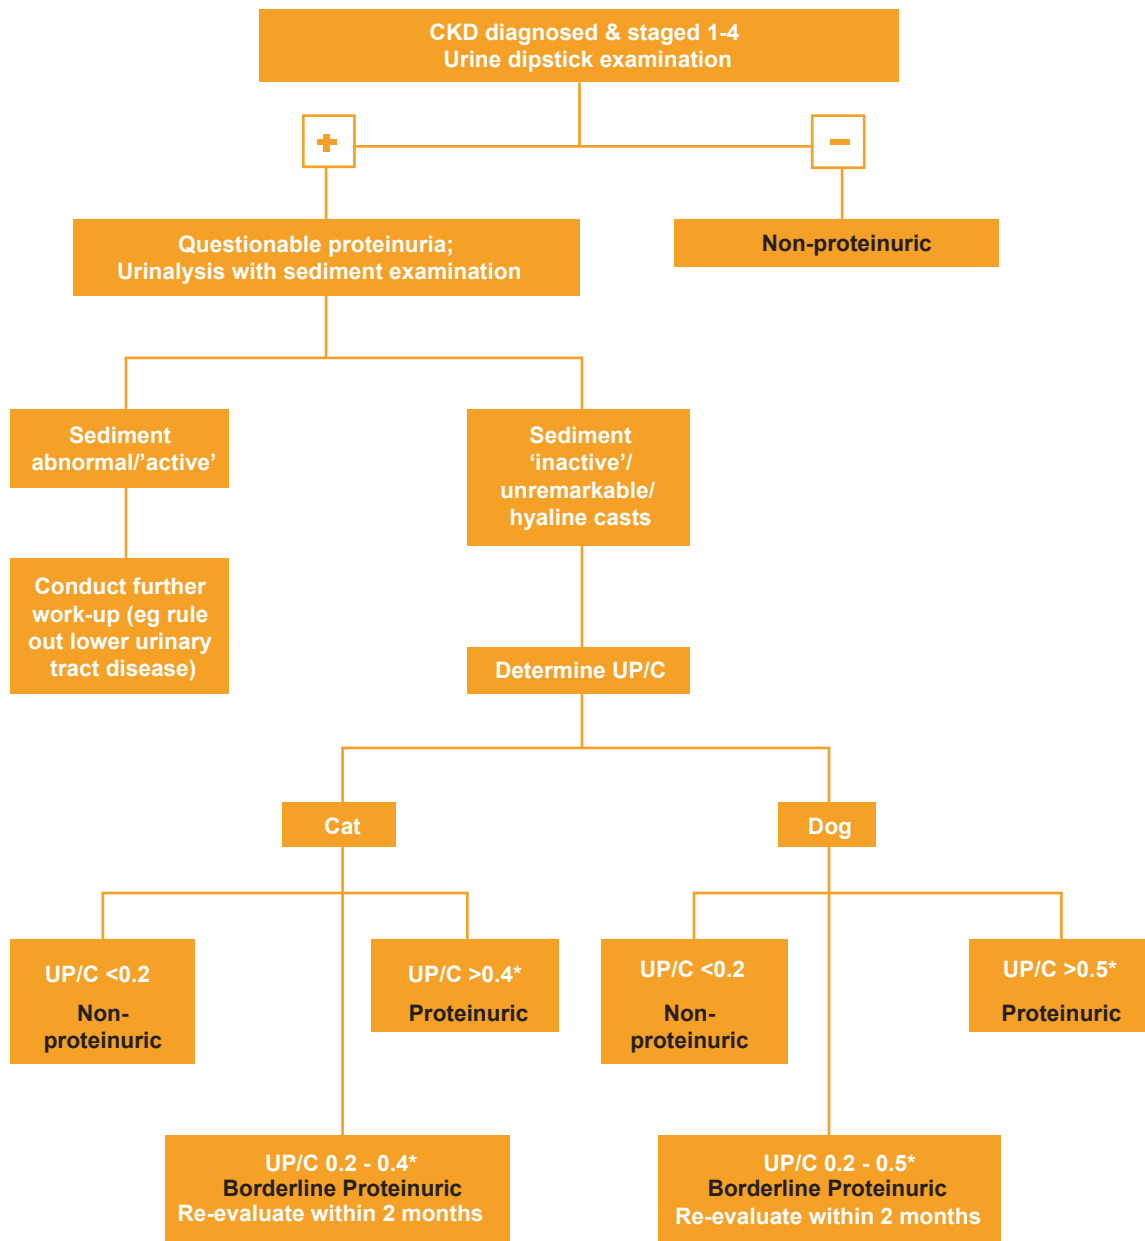 CKD diagnosed & staged 1-4
Urine dipstick examination
+
−
Questionable proteinuria;
Urinalysis with sediment examination
Non-proteinuric
Sediment
abnormal/’active’
Sediment
‘inactive’/
unremarkable/
hyaline casts
Conduct further
work-up (eg rule
out lower urinary
tract disease)
Determine UP/C
Cat
Dog
UP/C <0.2
Non-
proteinuric
UP/C >0.4*
Proteinuric
UP/C <0.2
Non-
proteinuric
UP/C >0.5*
Proteinuric
UP/C 0.2 - 0.4*
Borderline Proteinuric
Re-evaluate within 2 months
UP/C 0.2 - 0.5*
Borderline Proteinuric
Re-evaluate within 2 months